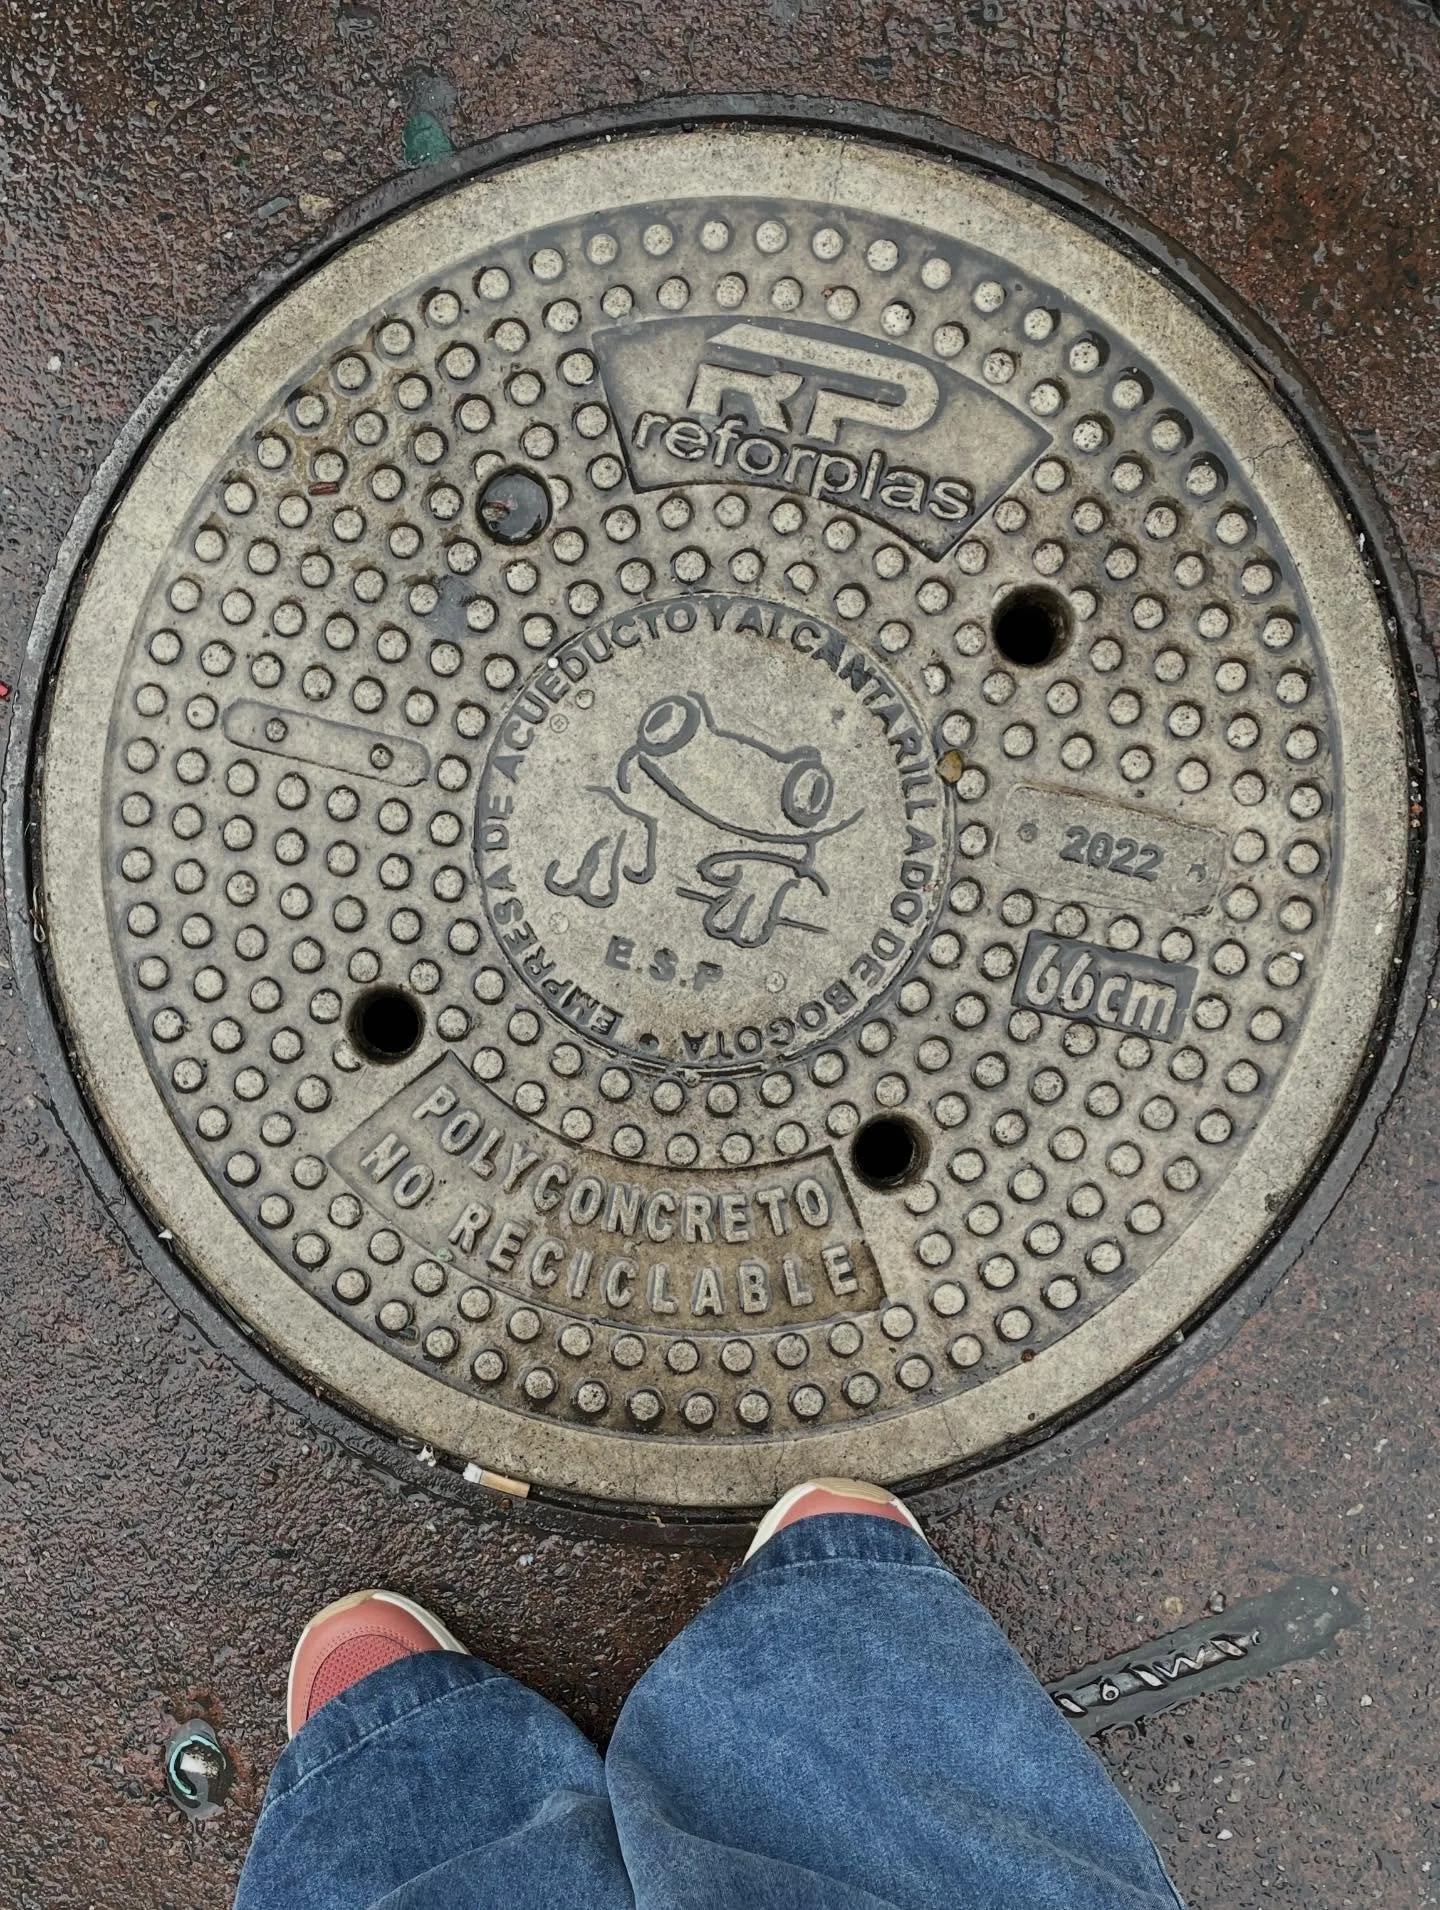 RP
reforplas
EMPRESA DE ACUEDUCTO Y ALCANTARILLADO DE BOGOTA •
®
E.S.P
2022
66cm
POLYCONCRETO
NO RECICLABLE